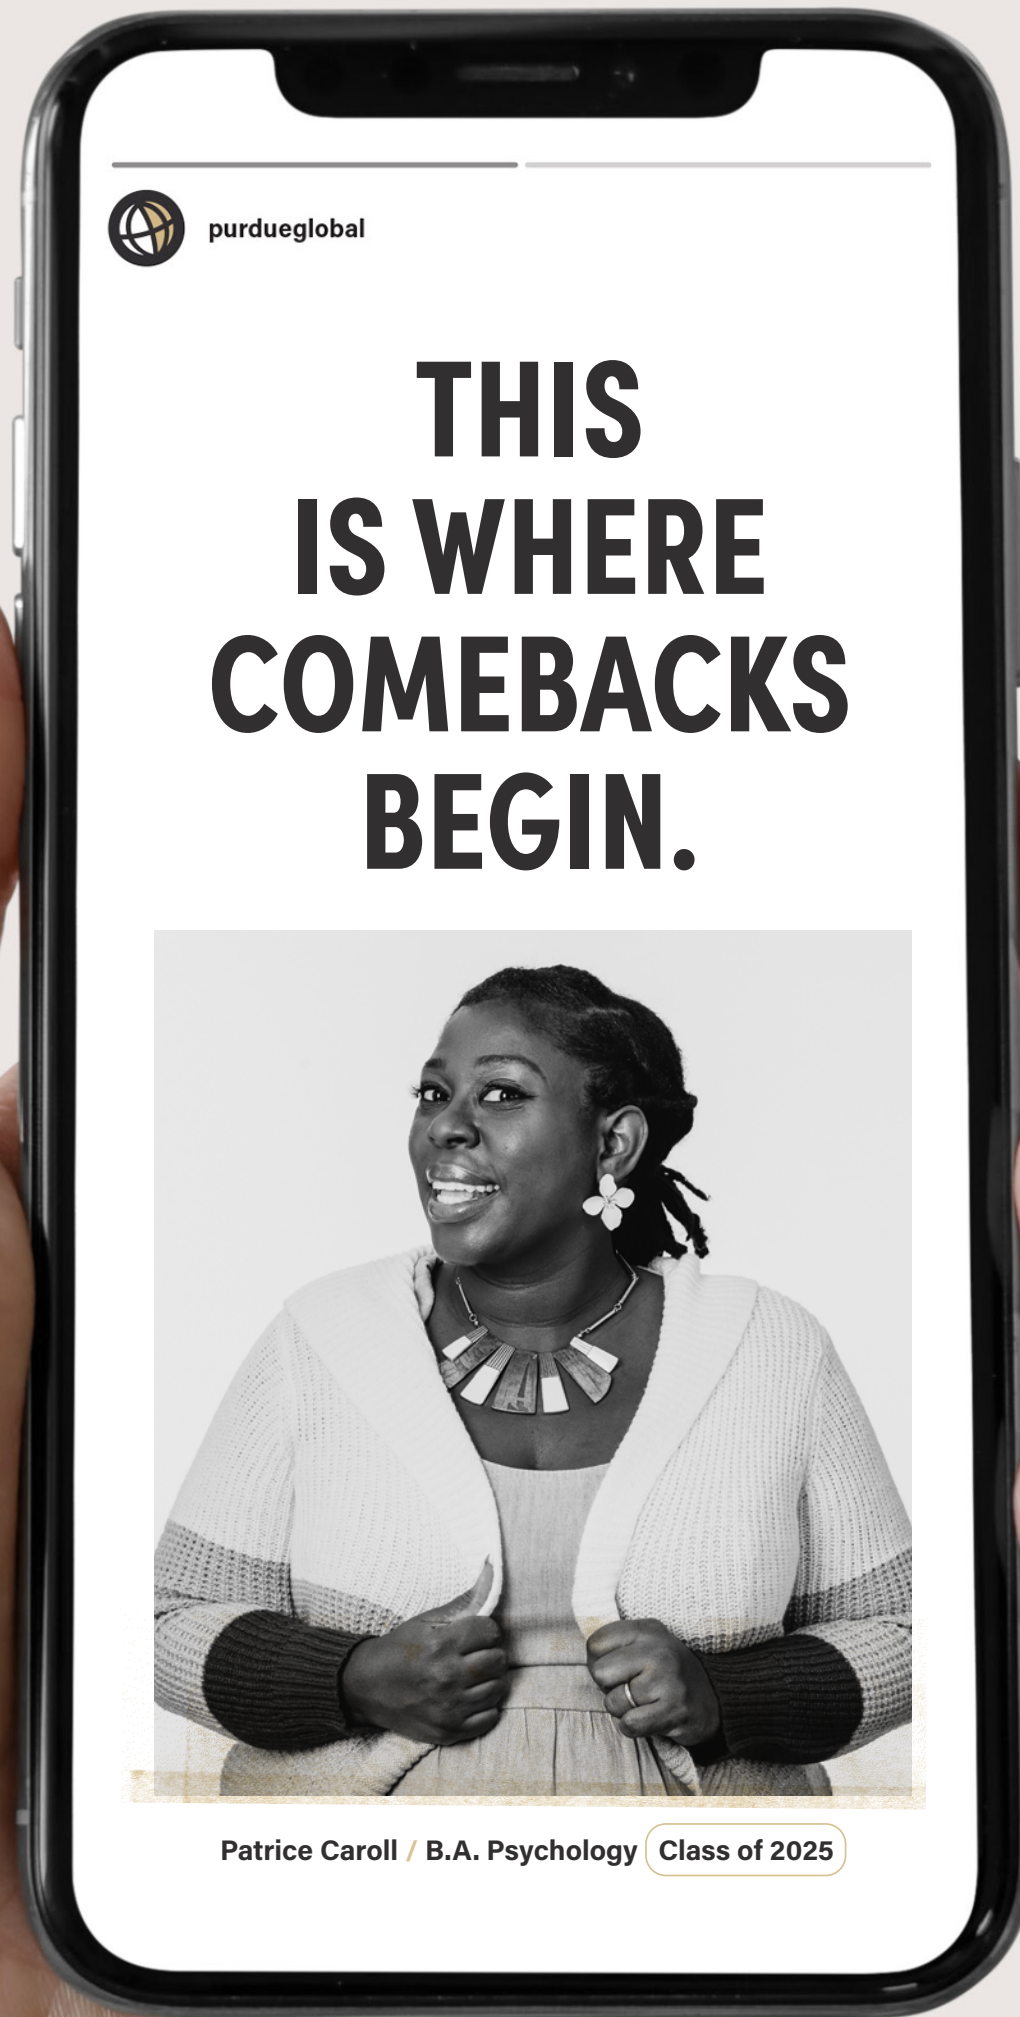 purdueglobal
THIS
IS WHERE
COMEBACKS
BEGIN.
Patrice Caroll / B.A. Psychology Class of 2025